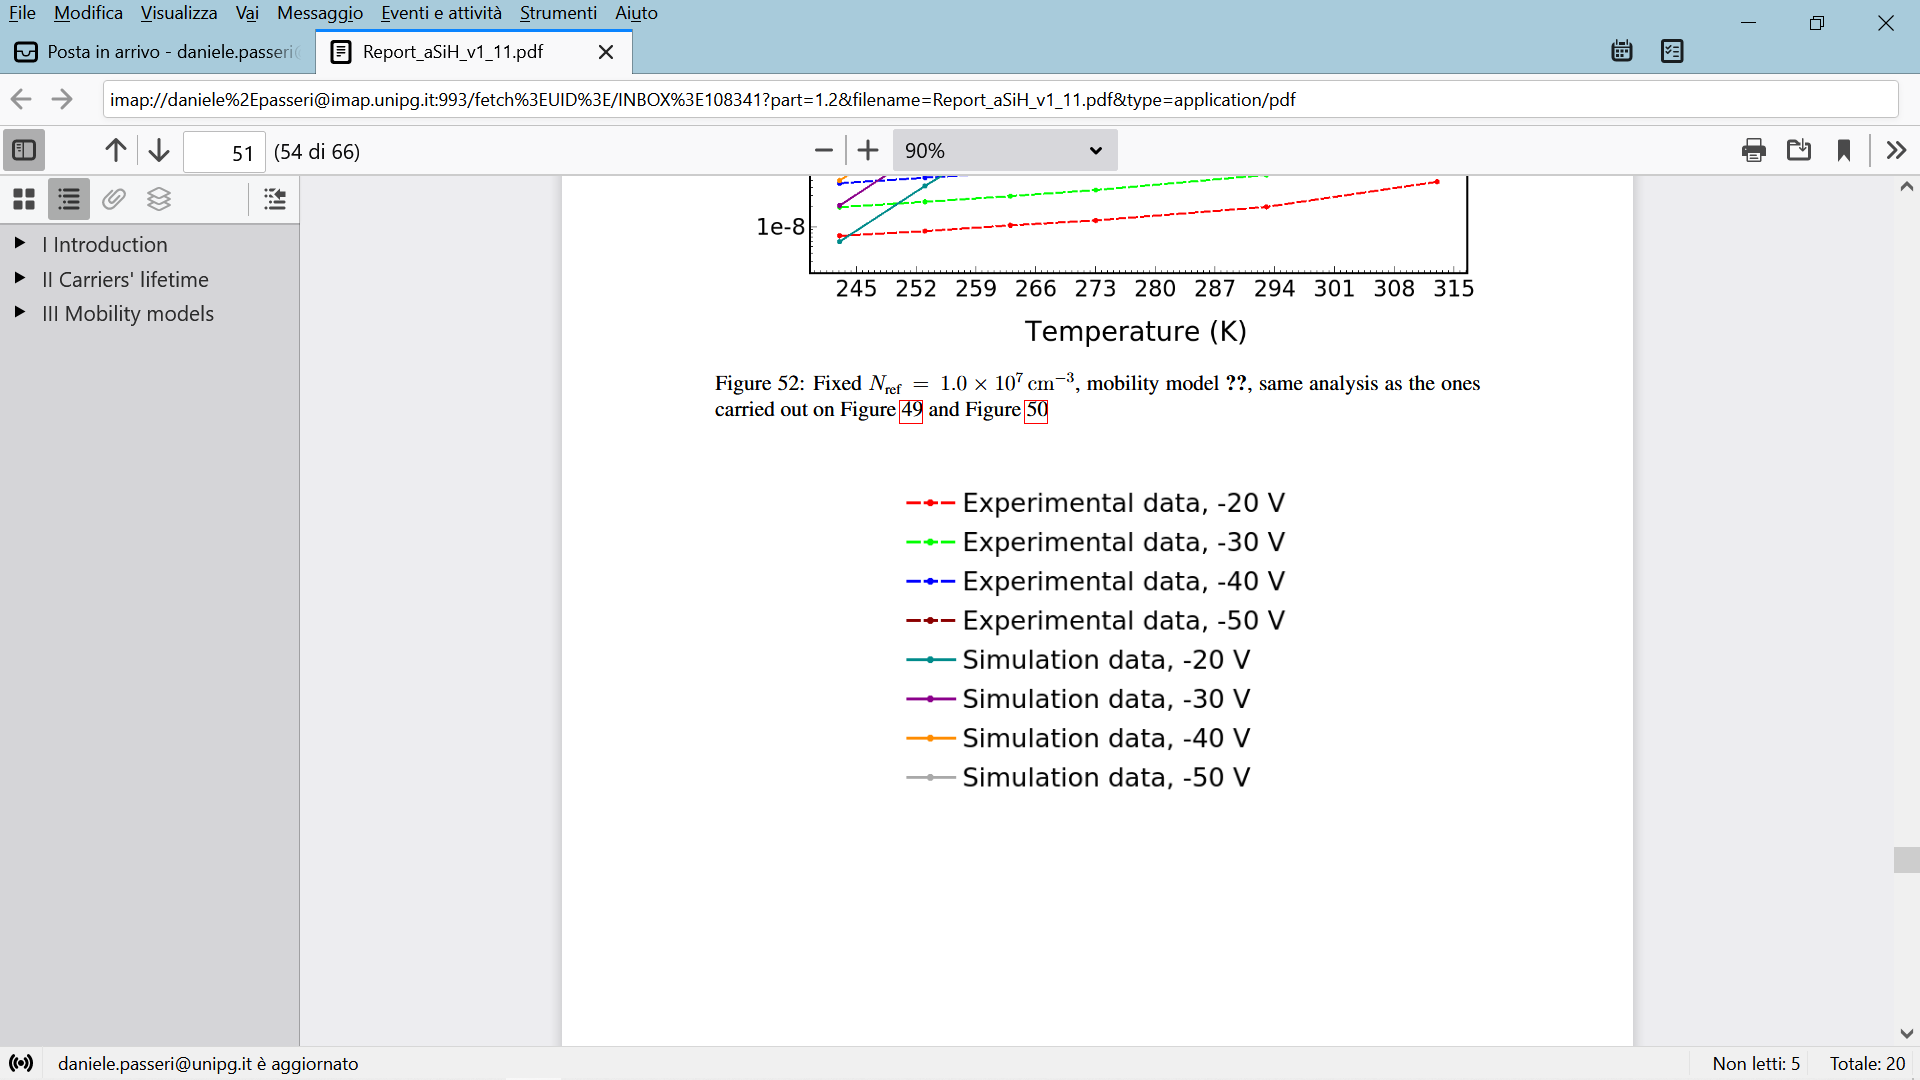 File Modifica Visualizza Vai Messaggio Eventi e attività Strumenti Aiuto
Posta in arrivo - daniele.passeri
Report_aSiH_v1_11.pdf
imap://daniele%2Epasseri@imap.unipg.it:993/fetch%3EUID%3E/INBOX%3E108341?part=1.2&filename=Report_aSiH_v1_11.pdf&type=application/pdf
51 (54 di 66)
90%
I Introduction
II Carriers' lifetime
III Mobility models
1e-8
245 252 259 266 273 280 287 294 301 308 315
Temperature (K)
Figure 52: Fixed N_ref = 1.0 × 10⁷ cm⁻³, mobility model ??, same analysis as the ones
carried out on Figure 49 and Figure 50
Experimental data, -20 V
Experimental data, -30 V
Experimental data, -40 V
Experimental data, -50 V
Simulation data, -20 V
Simulation data, -30 V
Simulation data, -40 V
Simulation data, -50 V
daniele.passeri@unipg.it è aggiornato
Non letti: 5 Totale: 20